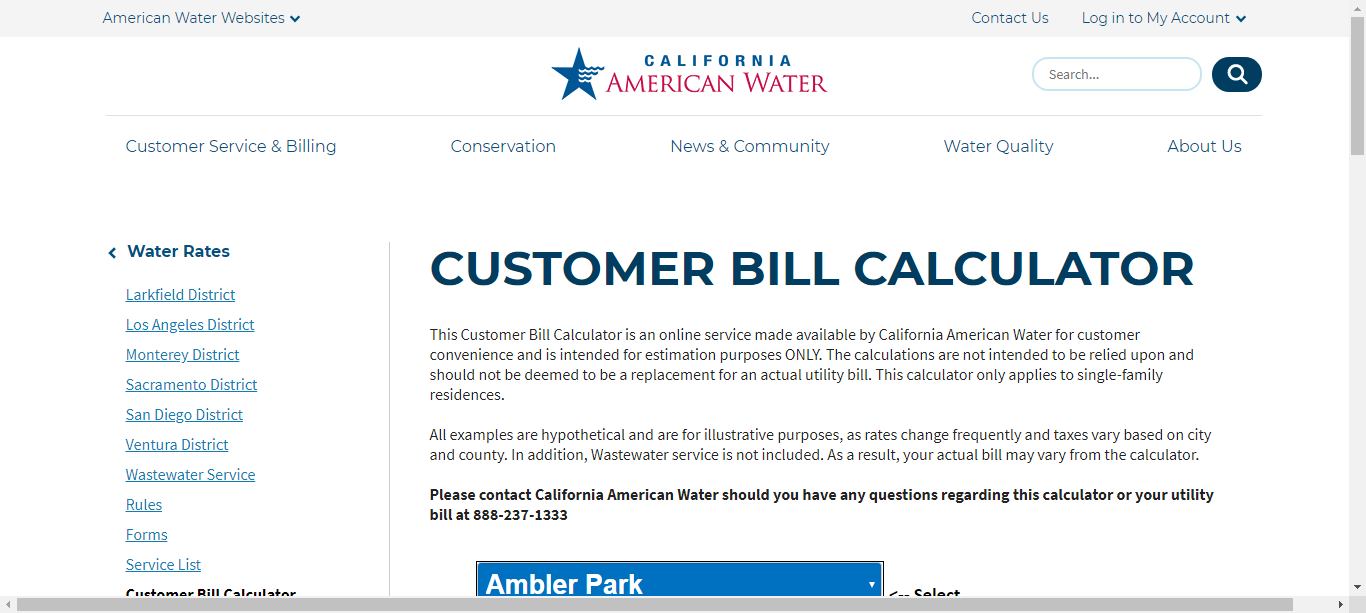 American Water Websites
Contact Us
Log in to My Account
CALIFORNIA
AMERICAN WATER
Search...
Customer Service & Billing
Conservation
News & Community
Water Quality
About Us
Water Rates
Larkfield District
Los Angeles District
Monterey District
Sacramento District
San Diego District
Ventura District
Wastewater Service
Rules
Forms
Service List
Customer Bill Calculator
CUSTOMER BILL CALCULATOR
This Customer Bill Calculator is an online service made available by California American Water for customer
convenience and is intended for estimation purposes ONLY. The calculations are not intended to be relied upon and
should not be deemed to be a replacement for an actual utility bill. This calculator only applies to single-family
residences.
All examples are hypothetical and are for illustrative purposes, as rates change frequently and taxes vary based on city
and county. In addition, Wastewater service is not included. As a result, your actual bill may vary from the calculator.
Please contact California American Water should you have any questions regarding this calculator or your utility
bill at 888-237-1333
Ambler Park
<-- Select